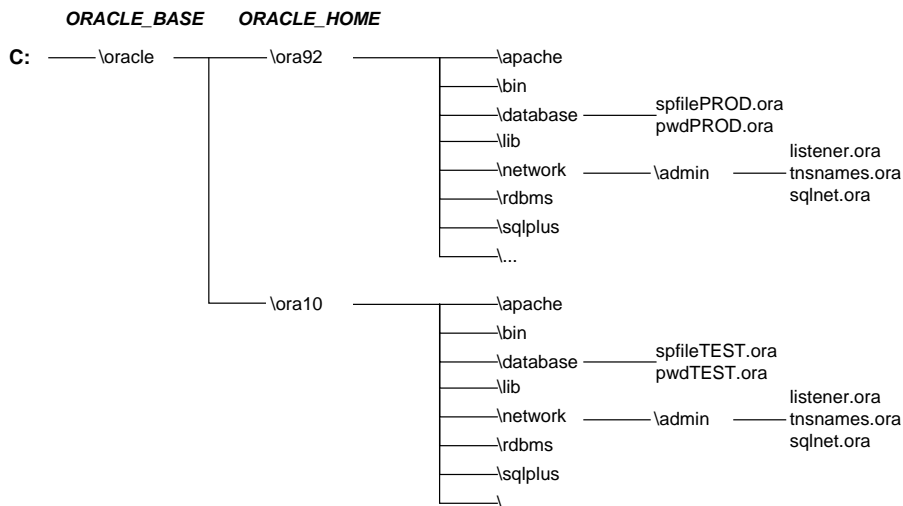 ORACLE_BASE ORACLE_HOME
C: \oracle \ora92 \apache
\bin
\database spfilePROD.ora
pwdPROD.ora
\lib
\network \admin listener.ora
tnsnames.ora
sqlnet.ora
\rdbms
\sqlplus
\...
\ora10 \apache
\bin
\database spfileTEST.ora
pwdTEST.ora
\lib
\network \admin listener.ora
tnsnames.ora
sqlnet.ora
\rdbms
\sqlplus
\